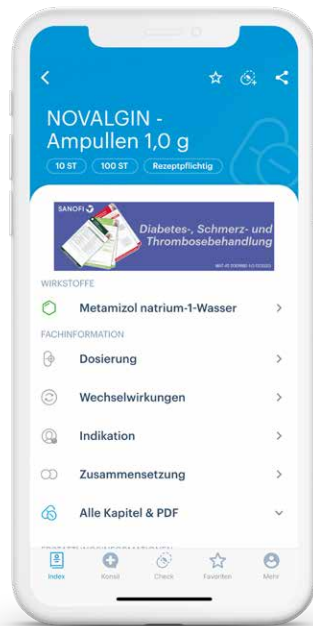 NOVALGIN -
Ampullen 1,0 g
10 ST 100 ST Rezeptpflichtig
SANOFI
Diabetes-, Schmerz- und
Thrombosebehandlung
WIRKSTOFFE
Metamizol natrium-1-Wasser
FACHINFORMATION
Dosierung
Wechselwirkungen
Indikation
Zusammensetzung
Alle Kapitel & PDF
Index Konsil Check Favoriten Mehr